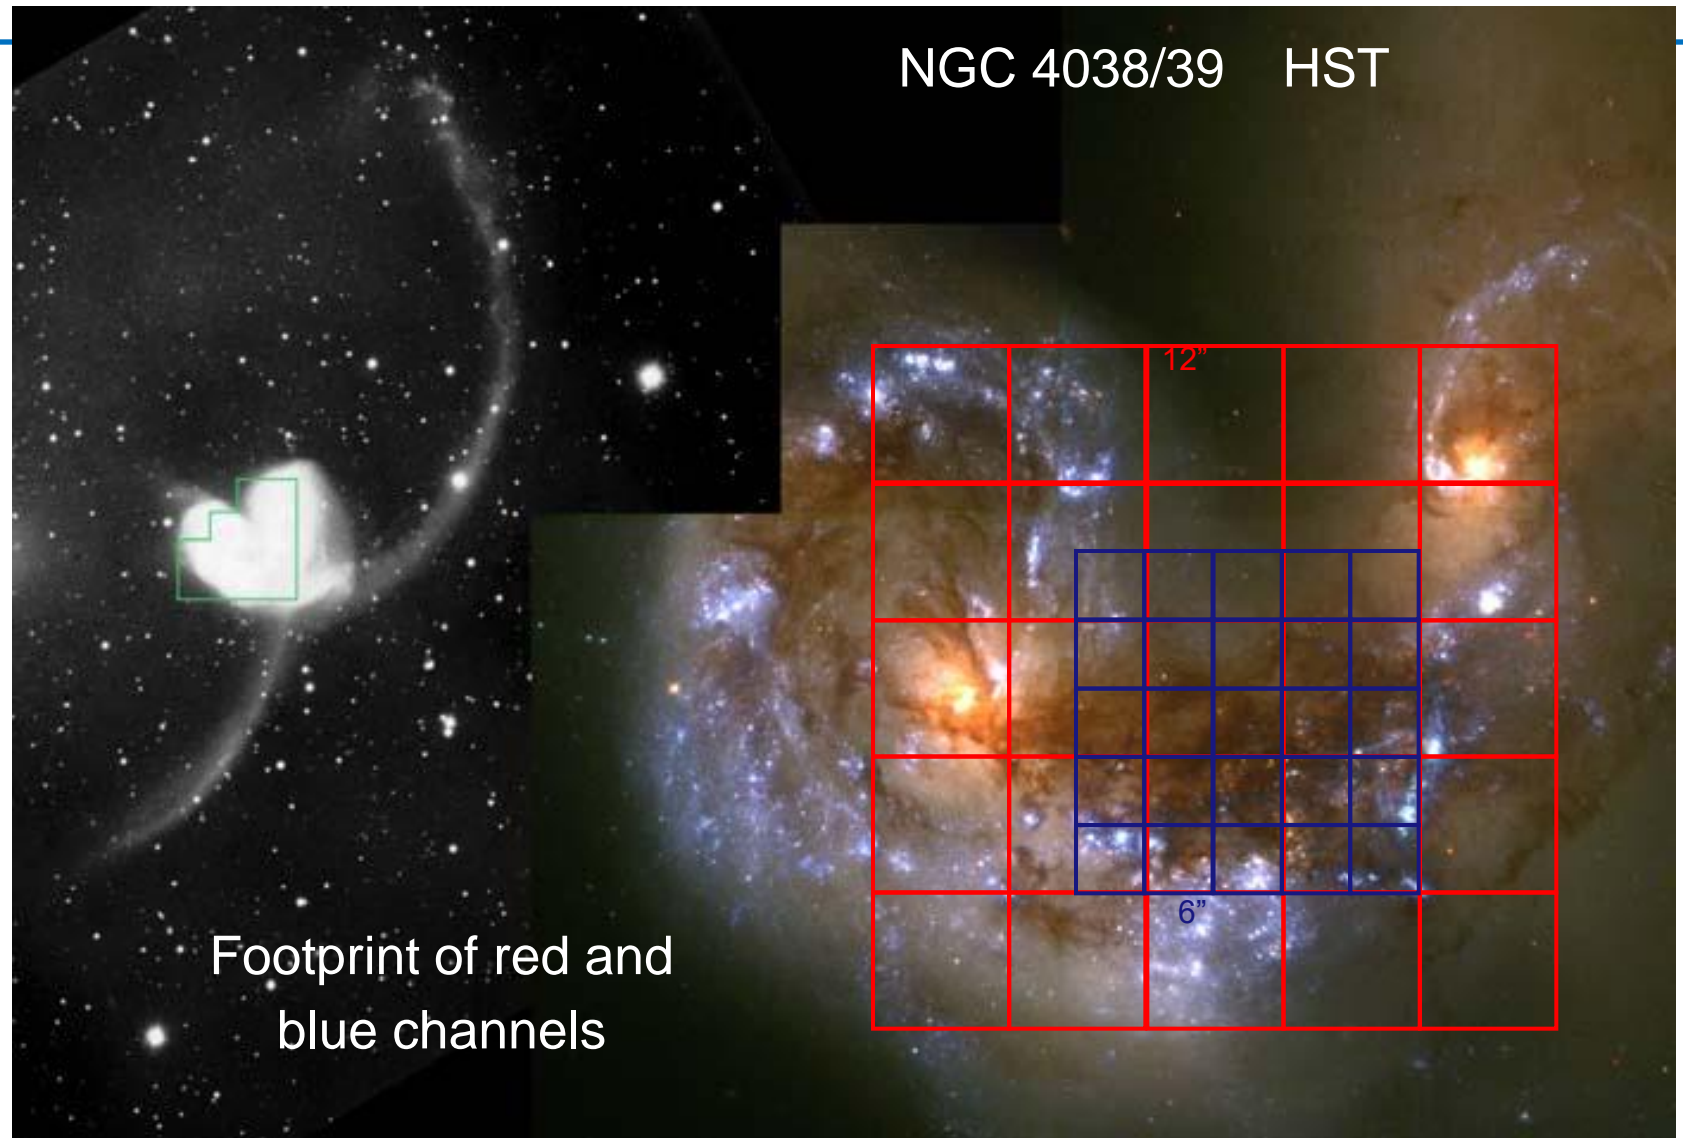 NGC 4038/39 HST
12”
6”
Footprint of red and
blue channels